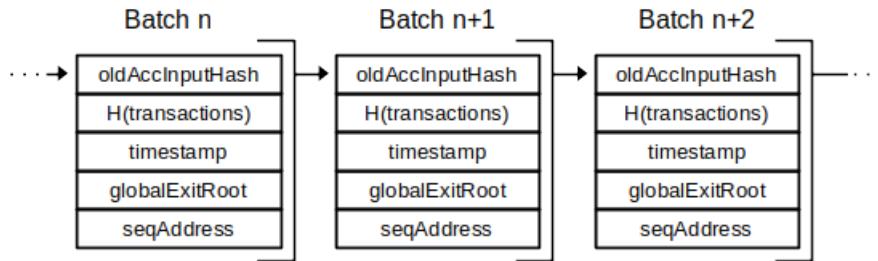 Batch n
Batch n+1
Batch n+2
oldAccInputHash
oldAccInputHash
oldAccInputHash
H(transactions)
H(transactions)
H(transactions)
timestamp
timestamp
timestamp
globalExitRoot
globalExitRoot
globalExitRoot
seqAddress
seqAddress
seqAddress